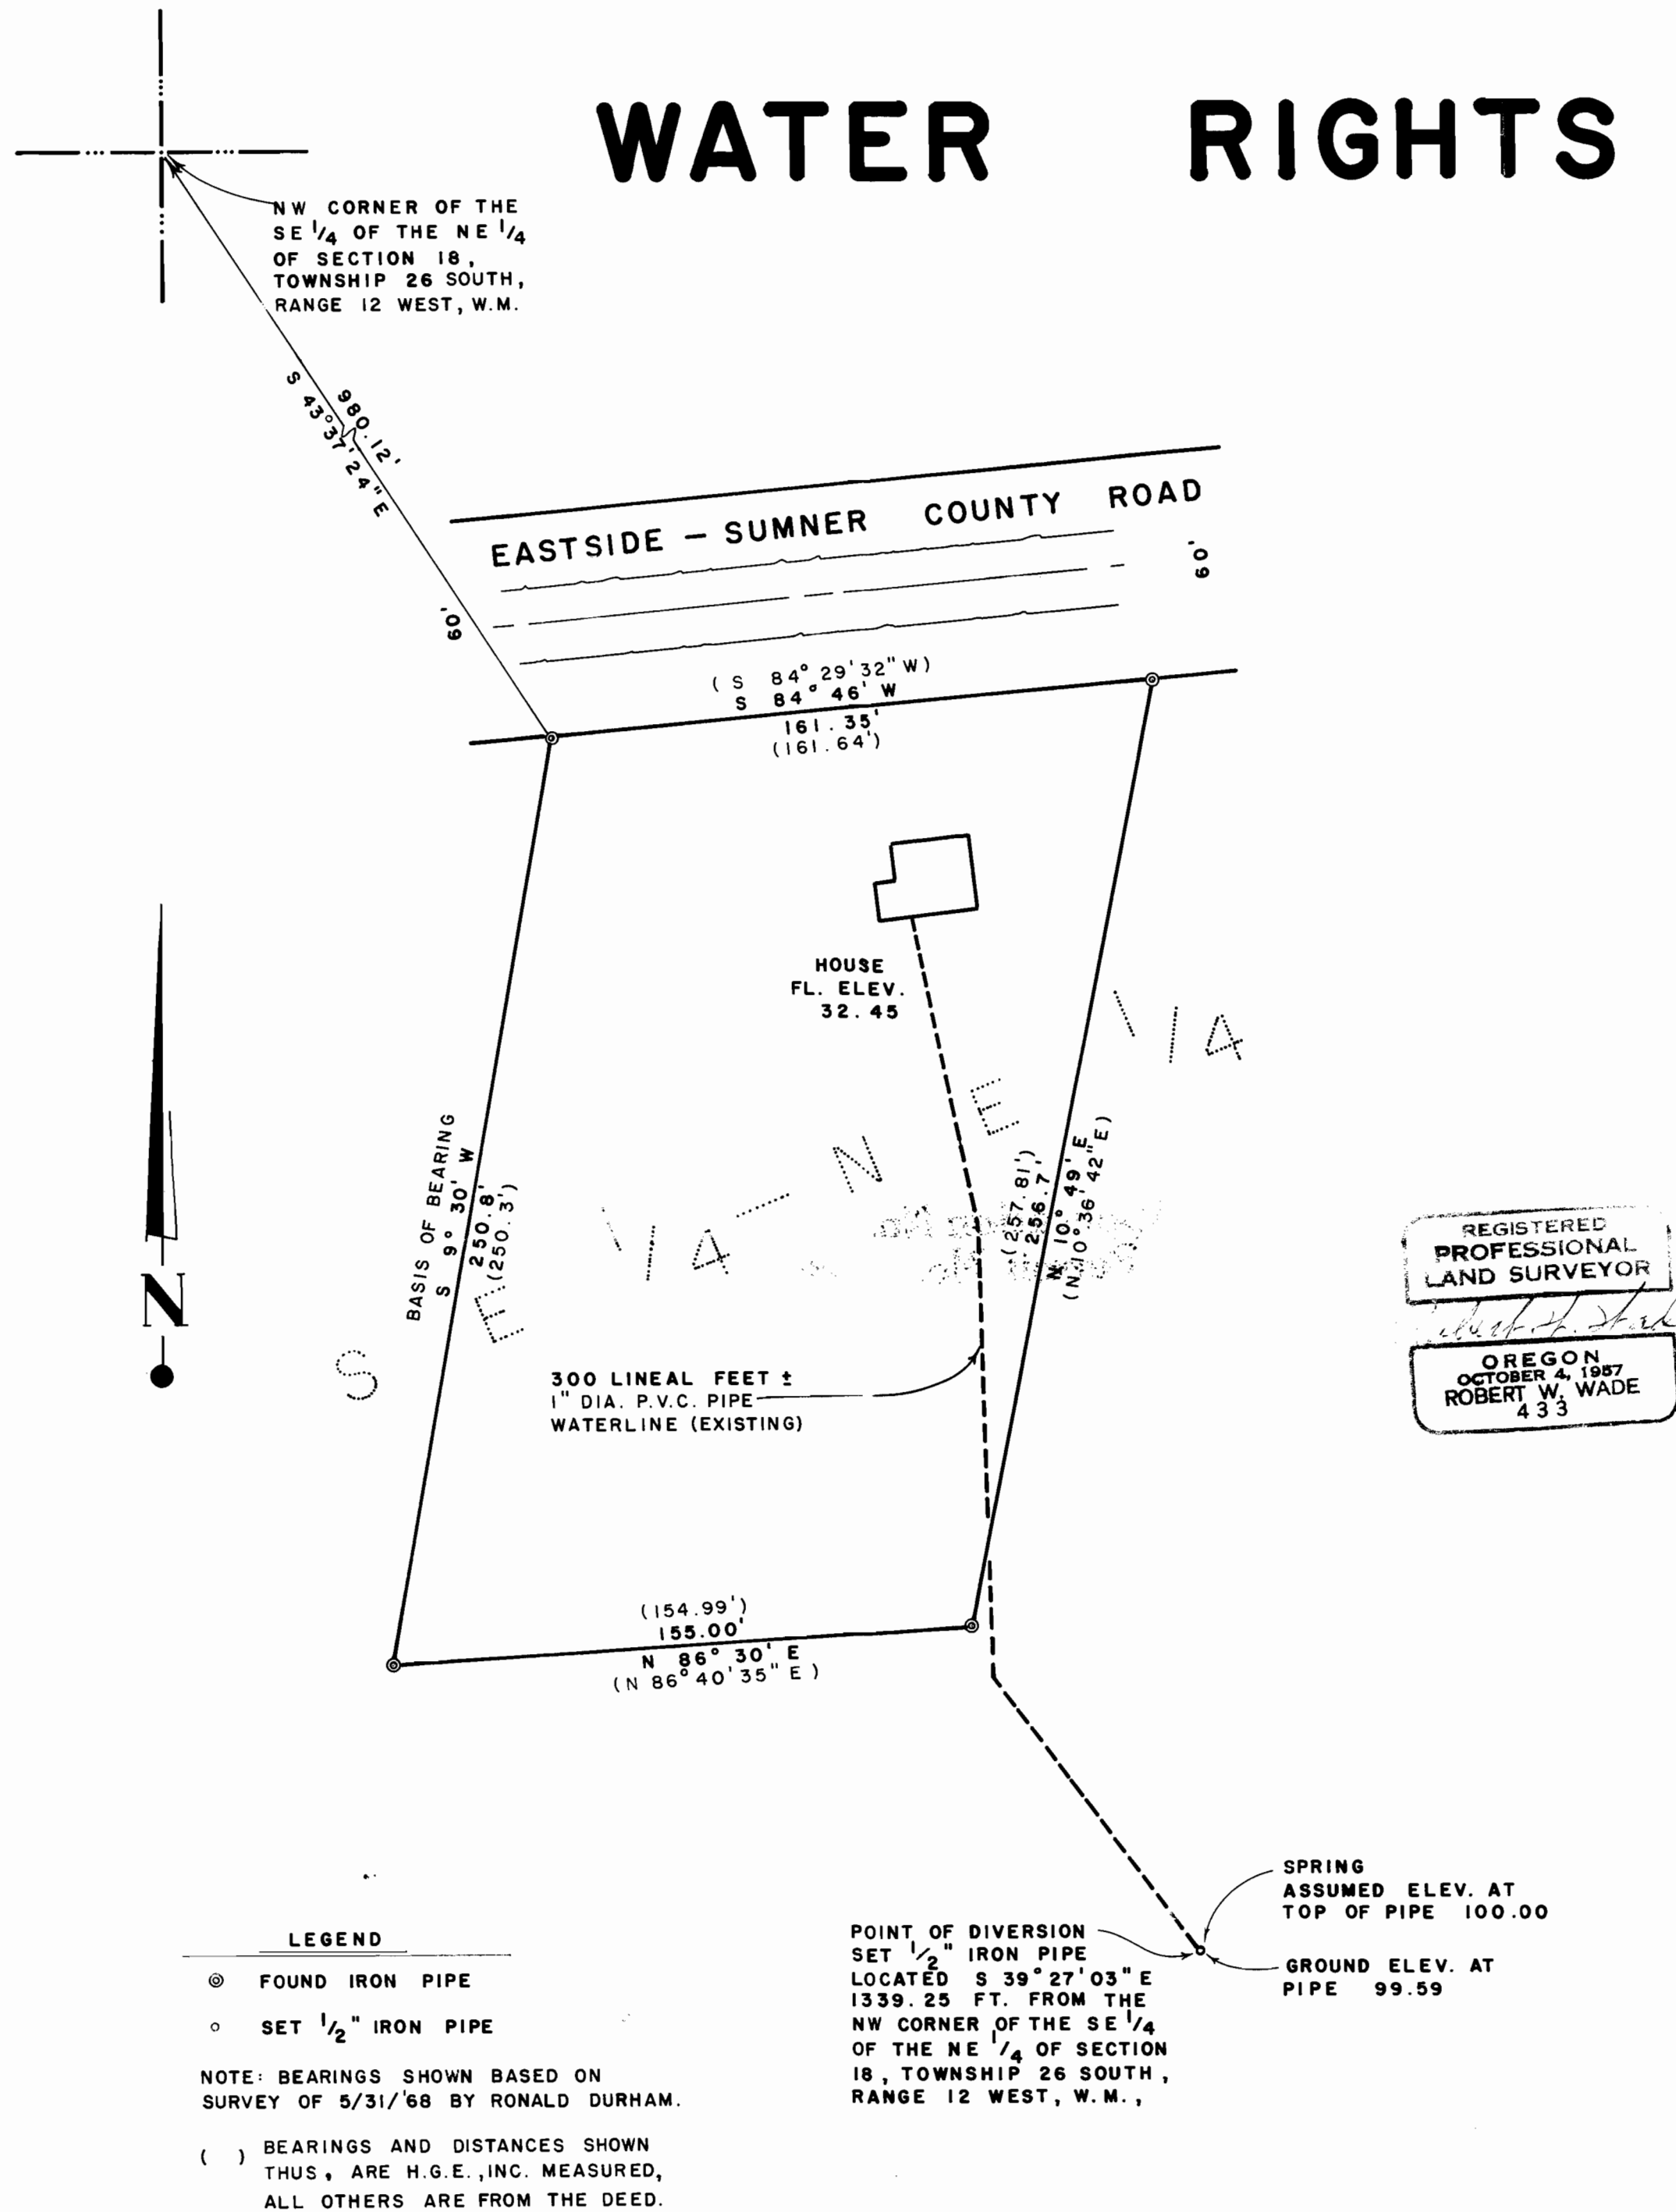 WATER RIGHTS
NW CORNER OF THE
SE 1/4 OF THE NE 1/4
OF SECTION 18,
TOWNSHIP 26 SOUTH,
RANGE 12 WEST, W.M.
980.12'
S 43°37'24" E
EASTSIDE - SUMNER COUNTY ROAD
60'
60'
(S 84°29'32" W)
S 84° 46' W
161.35'
(161.64')
HOUSE
FL. ELEV.
32.45
SE 1/4 - NE 1/4
BASIS OF BEARING
S 9° 30' W
250.8'
(250.3')
(257.81')
256.7'
N 10° 49' E
(N 10°36'42" E)
N
300 LINEAL FEET ±
1" DIA. P.V.C. PIPE
WATERLINE (EXISTING)
REGISTERED
PROFESSIONAL
LAND SURVEYOR
OREGON
OCTOBER 4, 1957
ROBERT W. WADE
433
(154.99')
155.00'
N 86° 30' E
(N 86°40'35" E)
SPRING
ASSUMED ELEV. AT
TOP OF PIPE 100.00
GROUND ELEV. AT
PIPE 99.59
POINT OF DIVERSION
SET 1/2" IRON PIPE
LOCATED S 39°27'03" E
1339.25 FT. FROM THE
NW CORNER OF THE SE 1/4
OF THE NE 1/4 OF SECTION
18, TOWNSHIP 26 SOUTH,
RANGE 12 WEST, W.M.,
LEGEND
FOUND IRON PIPE
SET 1/2" IRON PIPE
NOTE: BEARINGS SHOWN BASED ON
SURVEY OF 5/31/'68 BY RONALD DURHAM.
( ) BEARINGS AND DISTANCES SHOWN
THUS, ARE H.G.E., INC. MEASURED,
ALL OTHERS ARE FROM THE DEED.